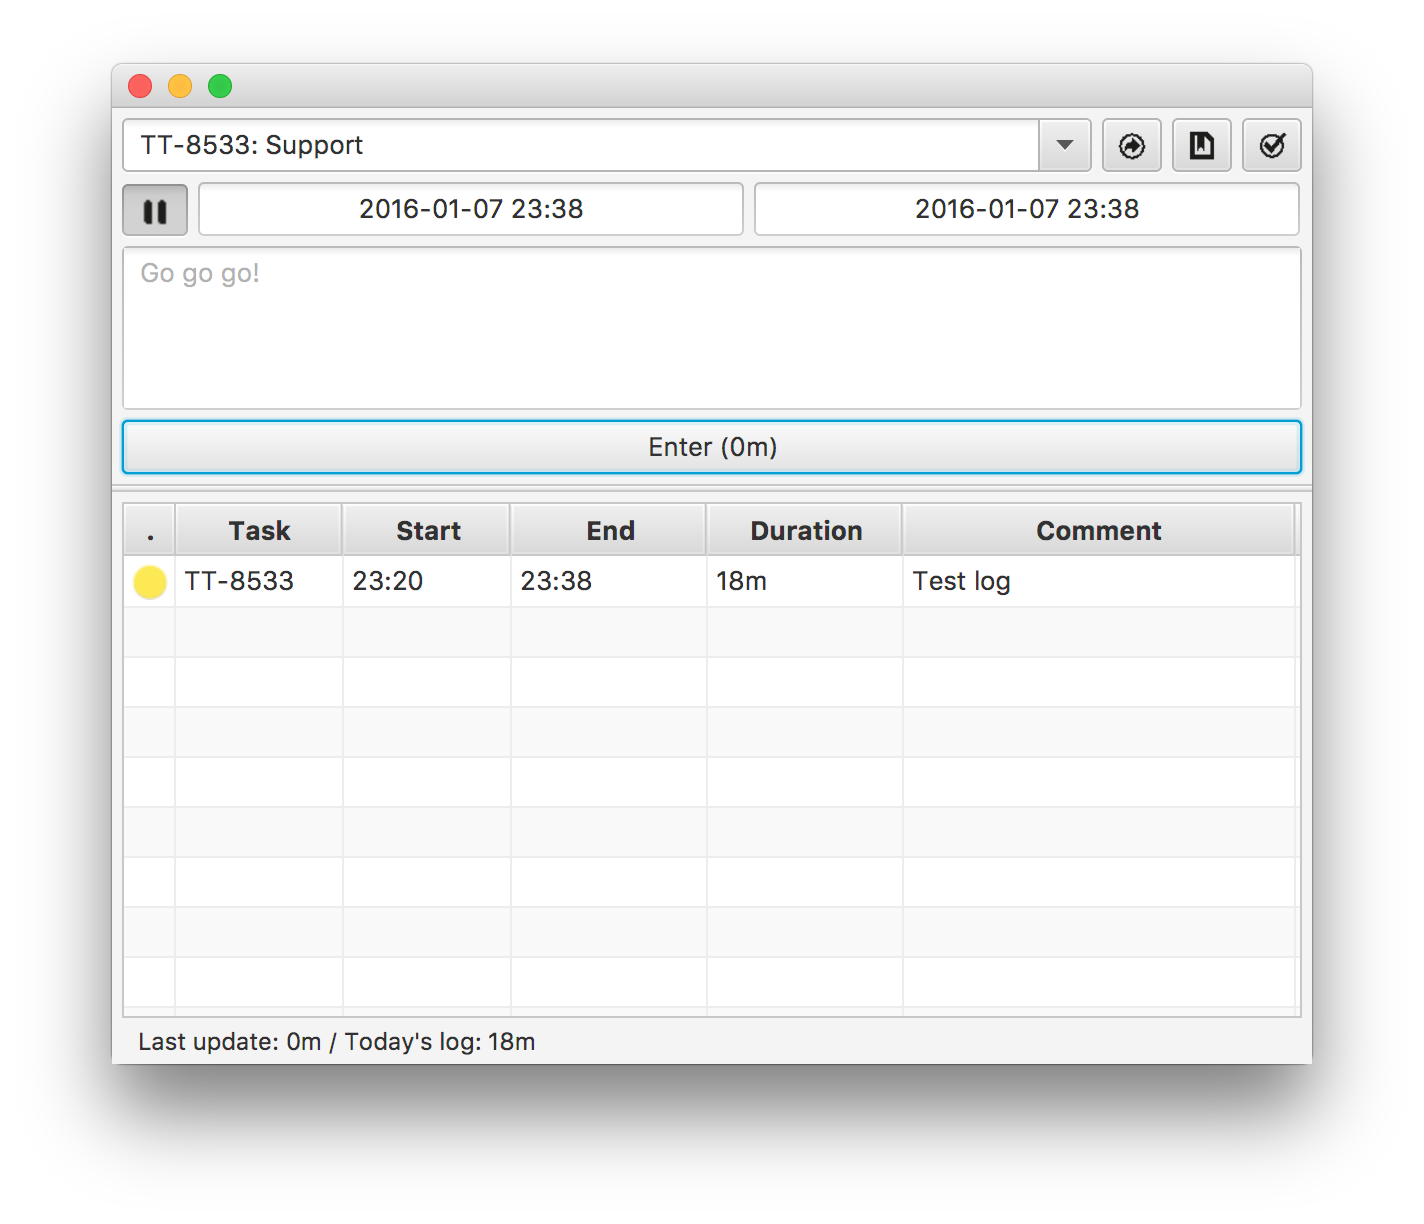 TT-8533: Support
2016-01-07 23:38 2016-01-07 23:38
Go go go!
Enter (0m)
. Task Start End Duration Comment
TT-8533 23:20 23:38 18m Test log
Last update: 0m / Today's log: 18m